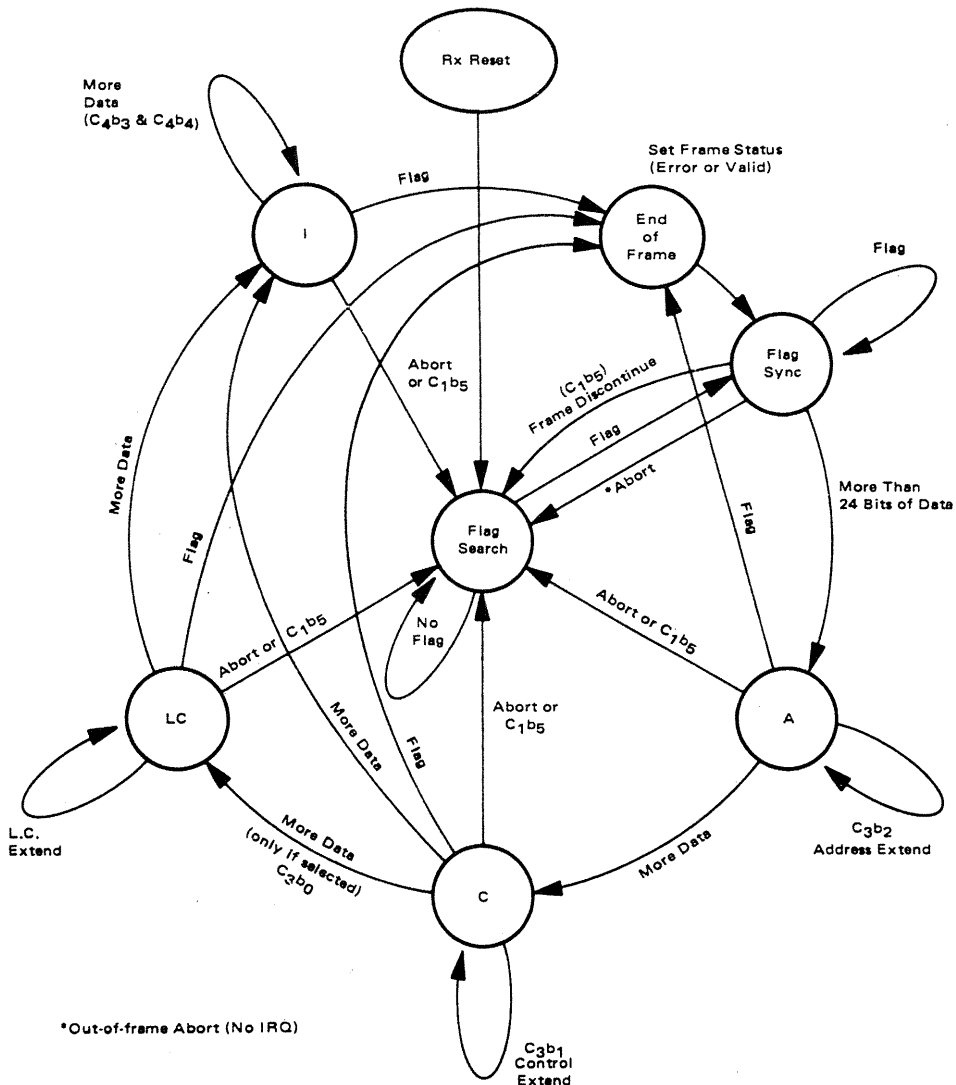 Rx Reset
More
Data
(C4b3 & C4b4)
Set Frame Status
(Error or Valid)
Flag
I
End
of
Frame
Flag
Flag
Sync
Abort
or C1b5
(C1b5)
Frame Discontinue
Flag
*Abort
More Data
More Than
24 Bits of Data
Flag
Flag
Flag
Search
No
Flag
Abort or C1b5
Abort or C1b5
LC
Abort or
C1b5
A
More Data
Flag
L.C.
Extend
More Data
(only if selected)
C3b0
More Data
C3b2
Address Extend
C
*Out-of-frame Abort (No IRQ)
C3b1
Control
Extend